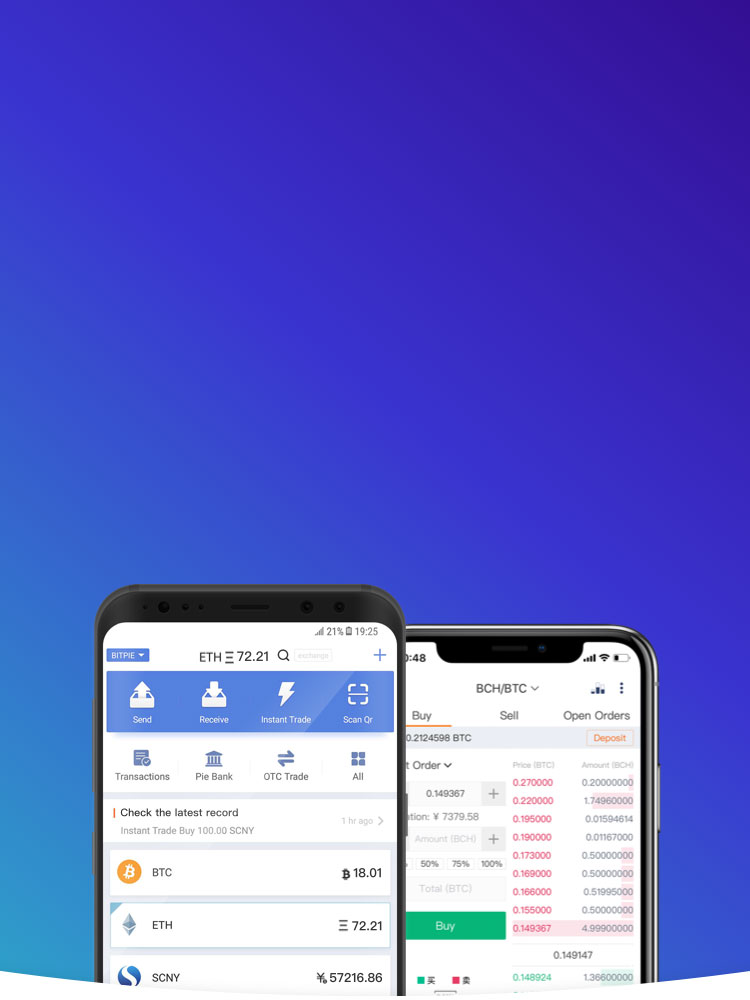 21% 19:25
BITPIE ETH Ξ 72.21 exchange
Send Receive Instant Trade Scan Qr
Transactions Pie Bank OTC Trade All
Check the latest record
Instant Trade Buy 100.00 SCNY
1 hr ago
BTC ₿ 18.01
ETH Ξ 72.21
SCNY 57216.86
0:48
BCH/BTC
Buy Sell Open Orders
0.2124598 BTC Deposit
t Order
0.149367 +
ation: ¥ 7379.58
Amount (BCH) +
50% 75% 100%
Total (BTC)
Buy
买 卖
Price (BTC) Amount (BCH)
0.270000 0.20000000
0.220000 1.74960000
0.195000 0.01594614
0.190000 0.01167000
0.173000 0.50000000
0.169000 0.50000000
0.166000 0.51995000
0.155000 0.50000000
0.149367 4.99900000
0.149147
0.148924 1.36600000